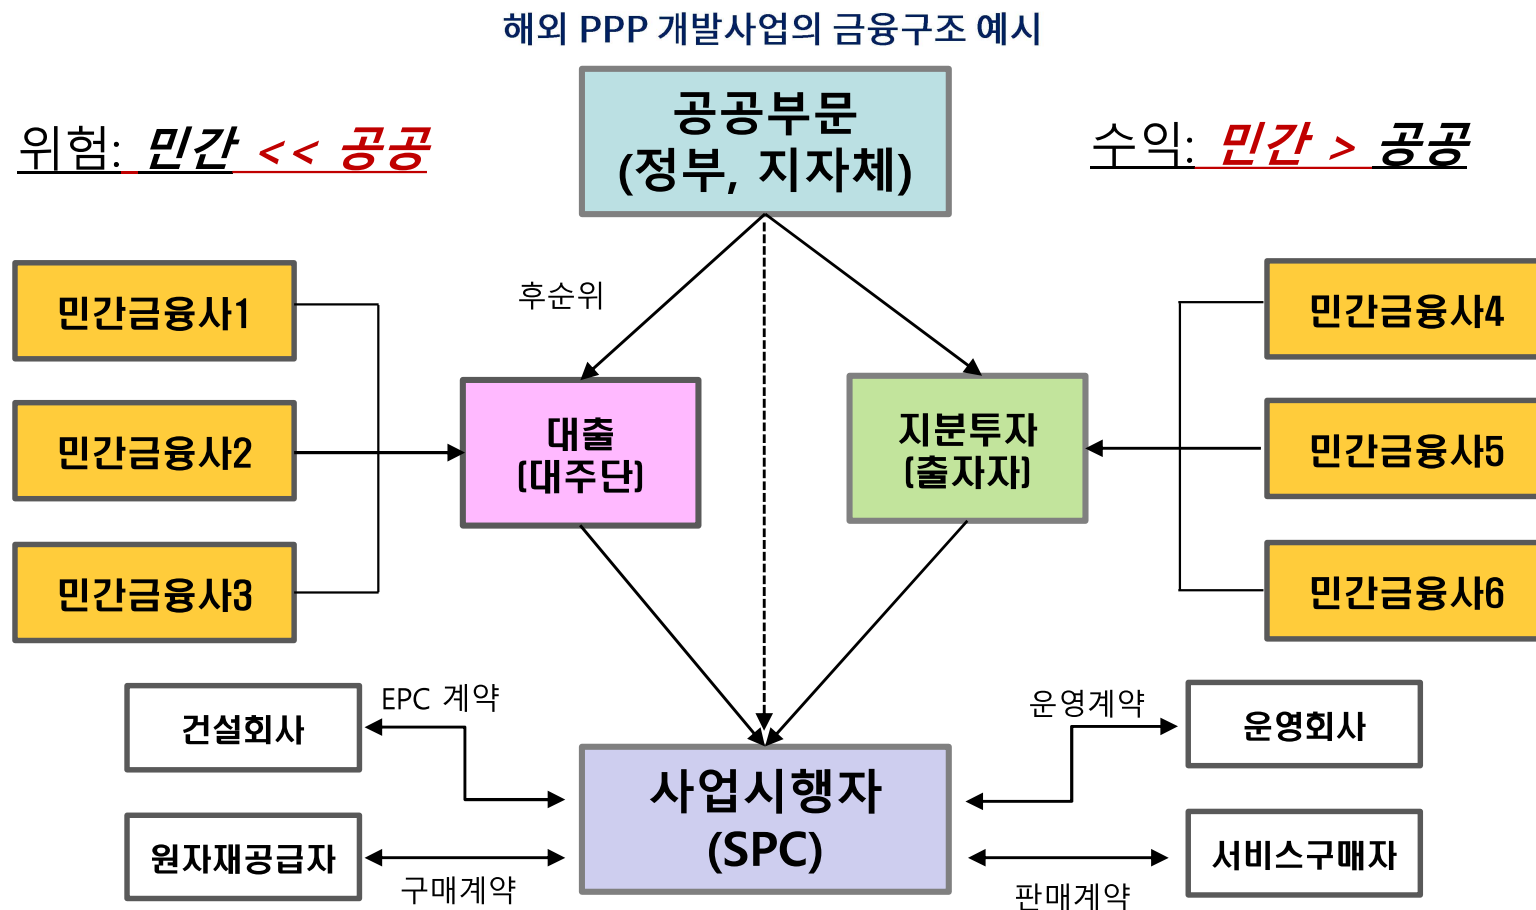 해외 PPP 개발사업의 금융구조 예시
공공부문
(정부, 지자체)
위험: 민간 << 공공
수익: 민간 > 공공
후순위
민간금융사1
민간금융사2
민간금융사3
대출
(대주단)
지분투자
(출자자)
민간금융사4
민간금융사5
민간금융사6
EPC 계약
건설회사
운영계약
운영회사
사업시행자
(SPC)
원자재공급자
구매계약
서비스구매자
판매계약